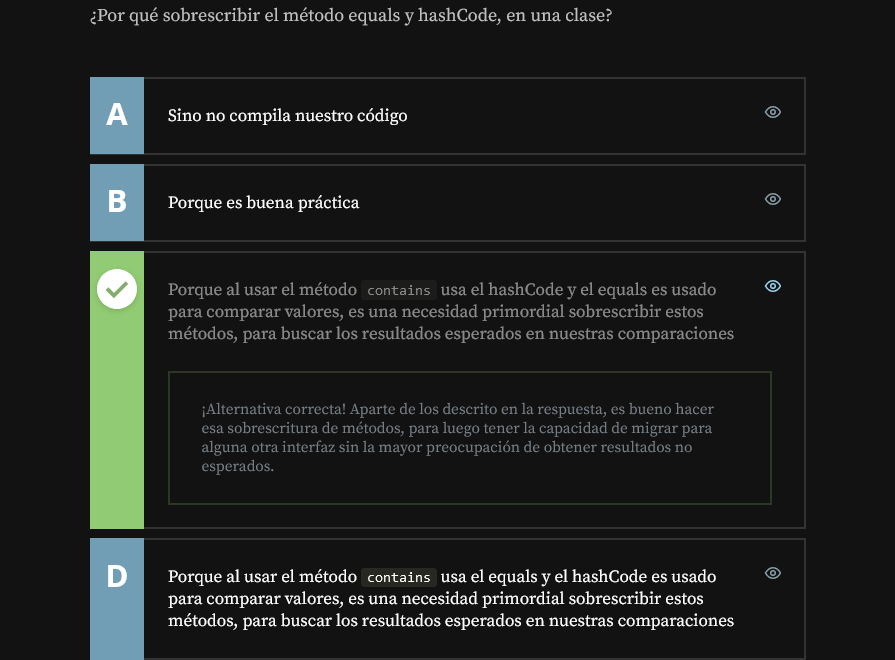 ¿Por qué sobrescribir el método equals y hashCode, en una clase?
A
Sino no compila nuestro código
B
Porque es buena práctica
Porque al usar el método contains usa el hashCode y el equals es usado
para comparar valores, es una necesidad primordial sobrescribir estos
métodos, para buscar los resultados esperados en nuestras comparaciones
¡Alternativa correcta! Aparte de los descrito en la respuesta, es bueno hacer
esa sobrescritura de métodos, para luego tener la capacidad de migrar para
alguna otra interfaz sin la mayor preocupación de obtener resultados no
esperados.
D
Porque al usar el método contains usa el equals y el hashCode es usado
para comparar valores, es una necesidad primordial sobrescribir estos
métodos, para buscar los resultados esperados en nuestras comparaciones